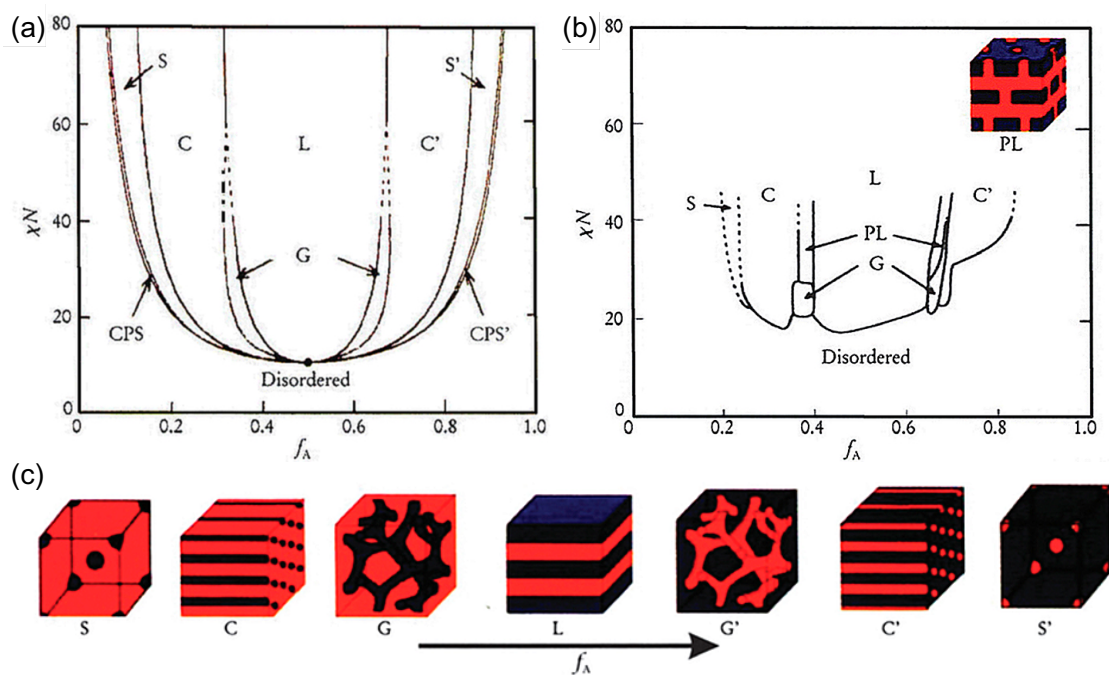 (a)
80
60
40
20
0
χN
S
S'
C
L
C'
G
CPS
CPS'
Disordered
0 0.2 0.4 0.6 0.8 1.0
fA
(b)
80
60
40
20
0
χN
PL
S
C
L
C'
PL
G
Disordered
0 0.2 0.4 0.6 0.8 1.0
fA
(c)
S C G L G' C' S'
fA